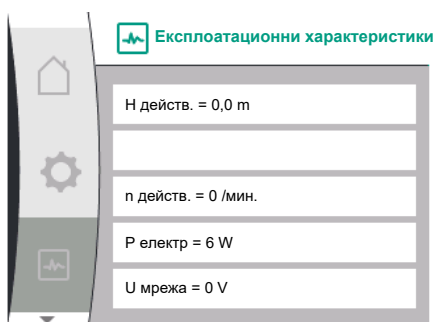 Експлоатационни характеристики
H действ. = 0,0 m
n действ. = 0 /мин.
P електр = 6 W
U мрежа = 0 V